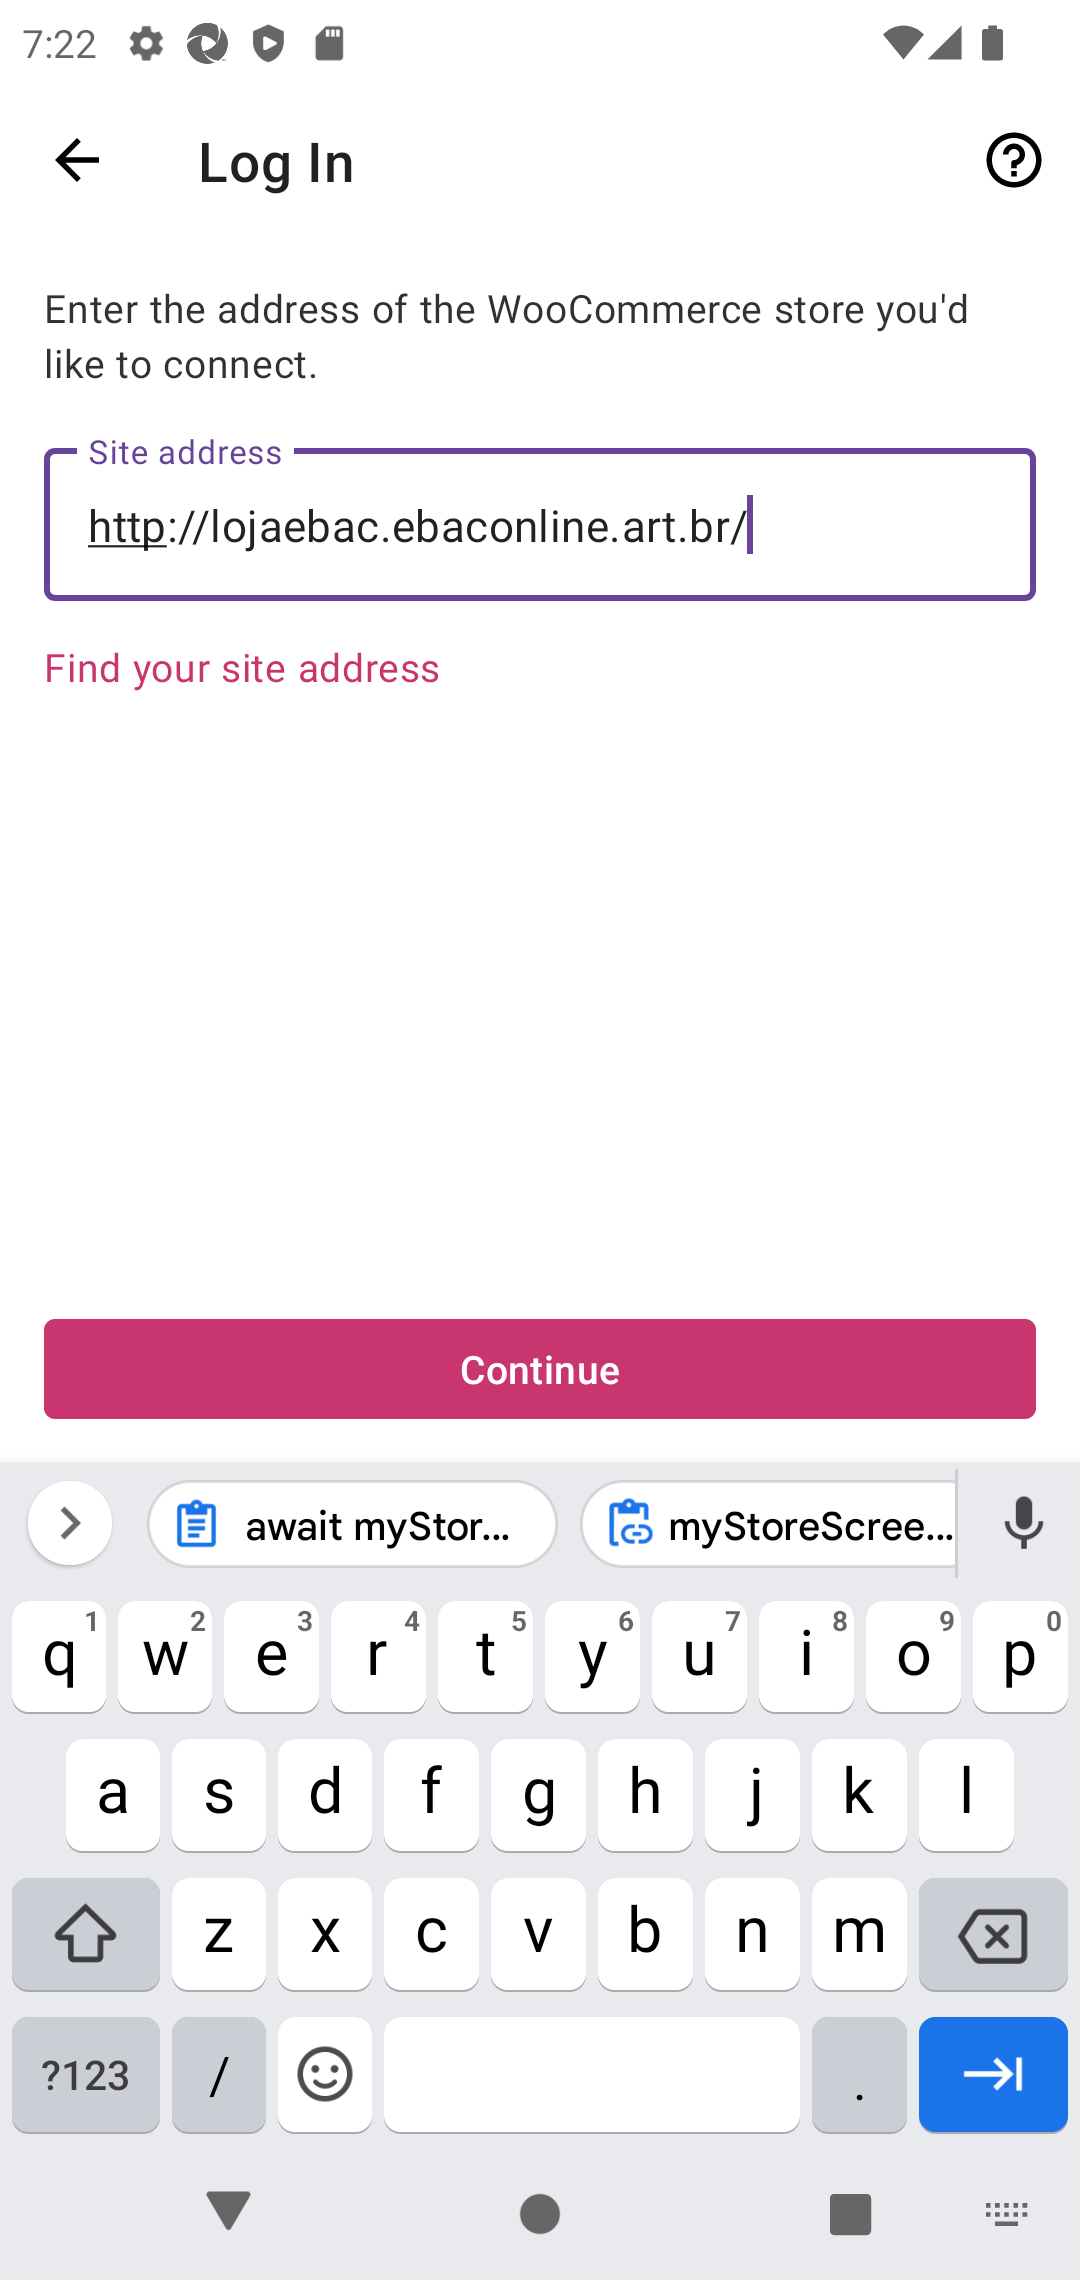 7:22
Log In
Enter the address of the WooCommerce store you'd
like to connect.
Site address
http://lojaebac.ebaconline.art.br/
Find your site address
Continue
await myStor... myStoreScree...
1 2 3 4 5 6 7 8 9 0
q w e r t y u i o p
a s d f g h j k l
z x c v b n m
?123 / .